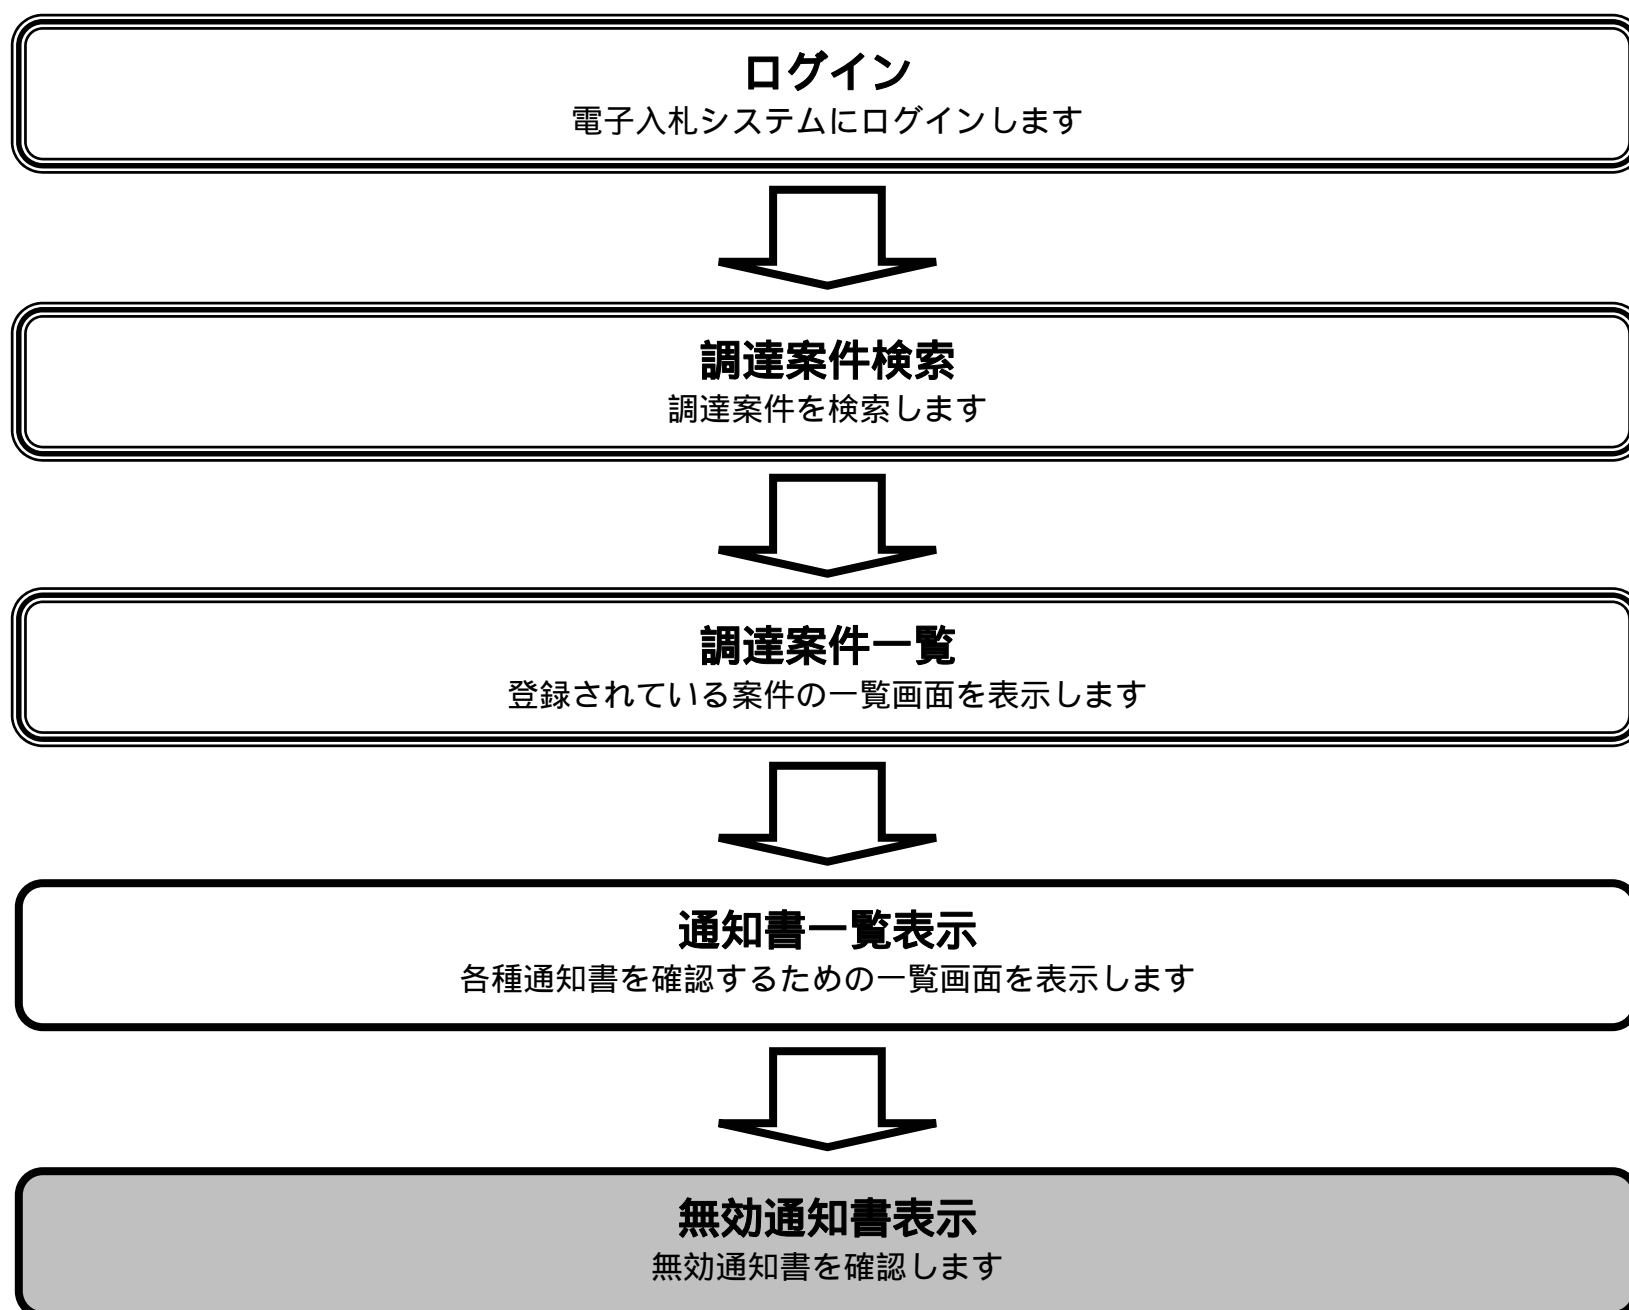 ログイン
電子入札システムにログインします
調達案件検索
調達案件を検索します
調達案件一覧
登録されている案件の一覧画面を表示します
通知書一覧表示
各種通知書を確認するための一覧画面を表示します
無効通知書表示
無効通知書を確認します